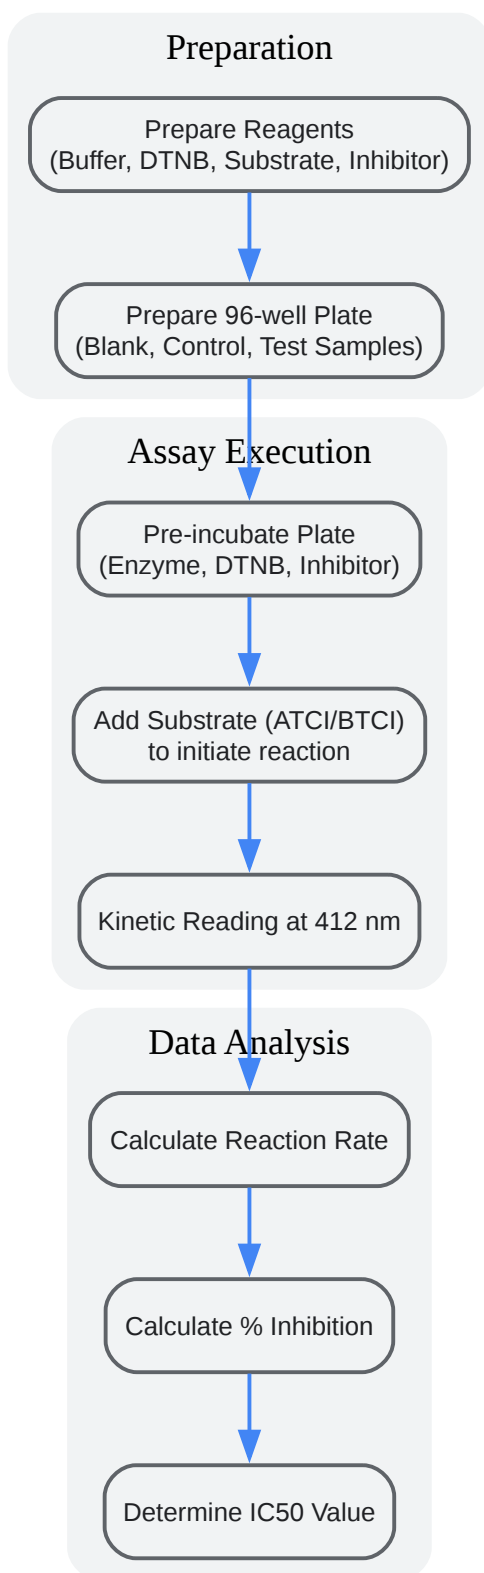 Preparation
Prepare Reagents
(Buffer, DTNB, Substrate, Inhibitor)
Prepare 96-well Plate
(Blank, Control, Test Samples)
Assay Execution
Pre-incubate Plate
(Enzyme, DTNB, Inhibitor)
Add Substrate (ATCI/BTCI)
to initiate reaction
Kinetic Reading at 412 nm
Data Analysis
Calculate Reaction Rate
Calculate % Inhibition
Determine IC50 Value